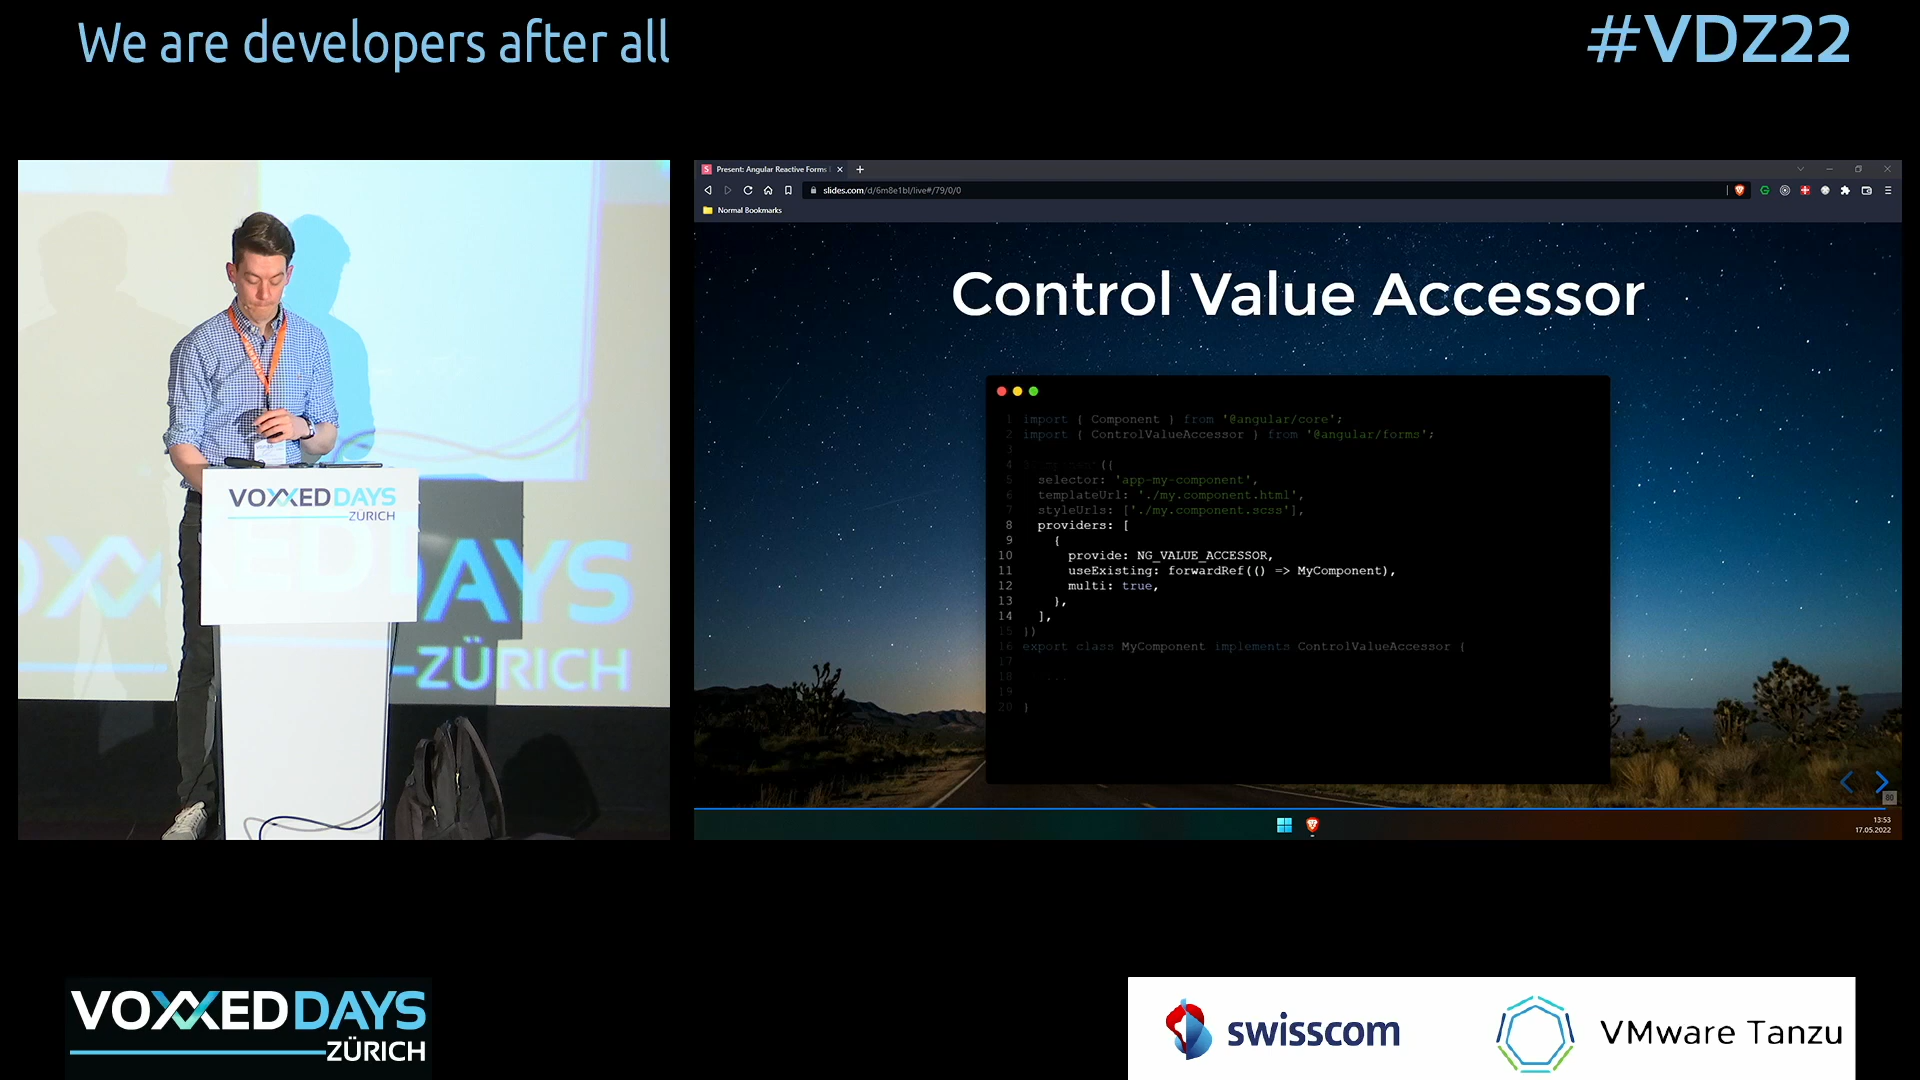 We are developers after all
#VDZ22
Present: Angular Reactive Forms
slides.com/d/6m8e1bl/live#/79/0/0
Normal Bookmarks
Control Value Accessor
1 import { Component } from '@angular/core';
2 import { ControlValueAccessor } from '@angular/forms';
3
4 ({
5 selector: 'app-my-component',
6 templateUrl: './my.component.html',
7 styleUrls: ['./my.component.scss'],
8 providers: [
9 {
10 provide: NG_VALUE_ACCESSOR,
11 useExisting: forwardRef(() => MyComponent),
12 multi: true,
13 },
14 ],
15 })
16 export class MyComponent implements ControlValueAccessor {
17
18 ...
19
20 }
80
13:53
17.05.2022
VOXXED DAYS
ZÜRICH
DAYS
ZÜRICH
VOXXED DAYS
ZÜRICH
swisscom
VMware Tanzu